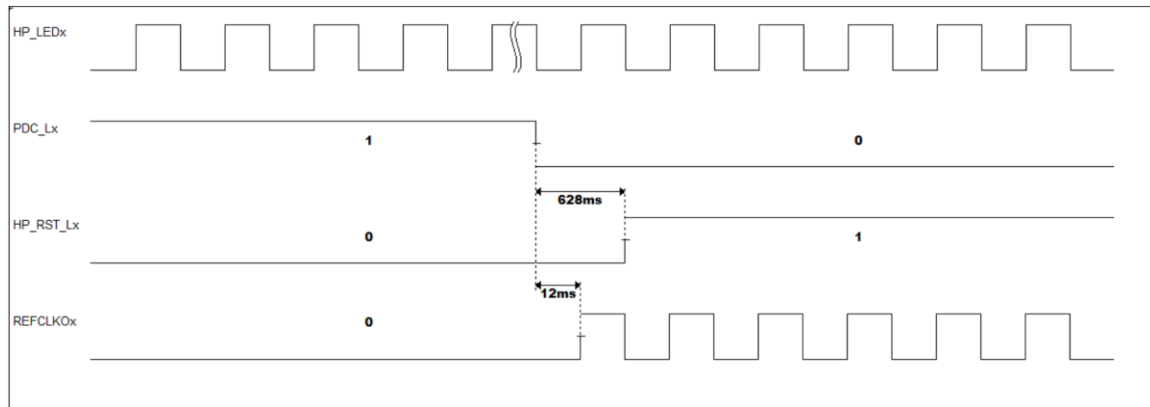 HP_LEDx
PDC_Lx
1
0
628ms
HP_RST_Lx
0
1
12ms
REFCLKOx
0